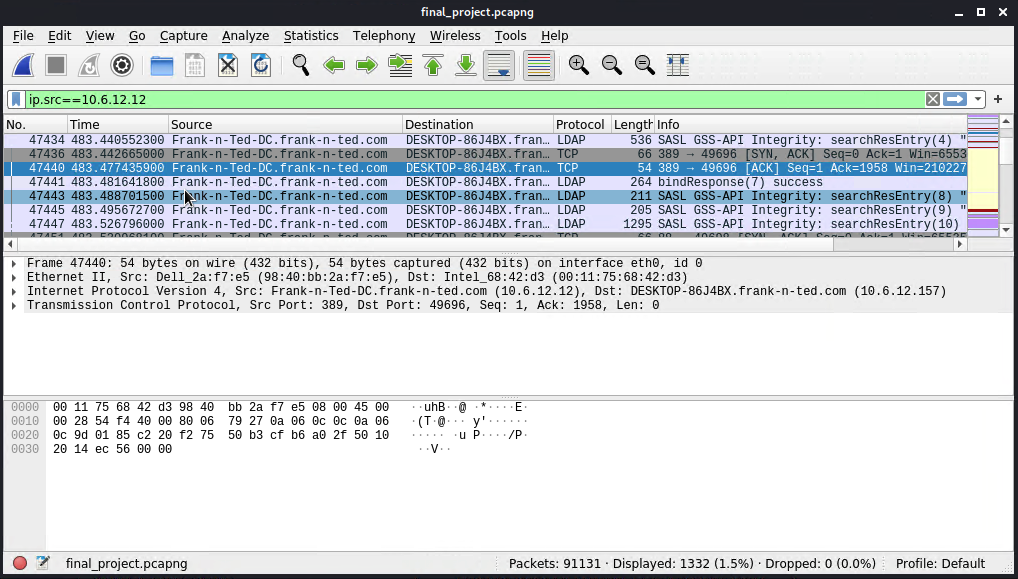 final_project.pcapng
File Edit View Go Capture Analyze Statistics Telephony Wireless Tools Help
ip.src==10.6.12.12
No. Time Source Destination Protocol Length Info
47434 483.440552300 Frank-n-Ted-DC.frank-n-ted.com DESKTOP-86J4BX.fran… LDAP 536 SASL GSS-API Integrity: searchResEntry(4) "
47436 483.442665000 Frank-n-Ted-DC.frank-n-ted.com DESKTOP-86J4BX.fran… TCP 66 389 → 49696 [SYN, ACK] Seq=0 Ack=1 Win=6553
47440 483.477435900 Frank-n-Ted-DC.frank-n-ted.com DESKTOP-86J4BX.fran… TCP 54 389 → 49696 [ACK] Seq=1 Ack=1958 Win=210227
47441 483.481641800 Frank-n-Ted-DC.frank-n-ted.com DESKTOP-86J4BX.fran… LDAP 264 bindResponse(7) success
47443 483.488701500 Frank-n-Ted-DC.frank-n-ted.com DESKTOP-86J4BX.fran… LDAP 211 SASL GSS-API Integrity: searchResEntry(8) "
47445 483.495672700 Frank-n-Ted-DC.frank-n-ted.com DESKTOP-86J4BX.fran… LDAP 205 SASL GSS-API Integrity: searchResEntry(9) "
47447 483.526796000 Frank-n-Ted-DC.frank-n-ted.com DESKTOP-86J4BX.fran… LDAP 1295 SASL GSS-API Integrity: searchResEntry(10)
Frame 47440: 54 bytes on wire (432 bits), 54 bytes captured (432 bits) on interface eth0, id 0
Ethernet II, Src: Dell_2a:f7:e5 (98:40:bb:2a:f7:e5), Dst: Intel_68:42:d3 (00:11:75:68:42:d3)
Internet Protocol Version 4, Src: Frank-n-Ted-DC.frank-n-ted.com (10.6.12.12), Dst: DESKTOP-86J4BX.frank-n-ted.com (10.6.12.157)
Transmission Control Protocol, Src Port: 389, Dst Port: 49696, Seq: 1, Ack: 1958, Len: 0
0000 00 11 75 68 42 d3 98 40 bb 2a f7 e5 08 00 45 00 ··uhB··@ ·*····E·
0010 00 28 54 f4 40 00 80 06 79 27 0a 06 0c 0c 0a 06 ·(T·@··· y'······
0020 0c 9d 01 85 c2 20 f2 75 50 b3 cf b6 a0 2f 50 10 ····· ·u P····/P·
0030 20 14 ec 56 00 00 ··V··
final_project.pcapng Packets: 91131 · Displayed: 1332 (1.5%) · Dropped: 0 (0.0%) Profile: Default